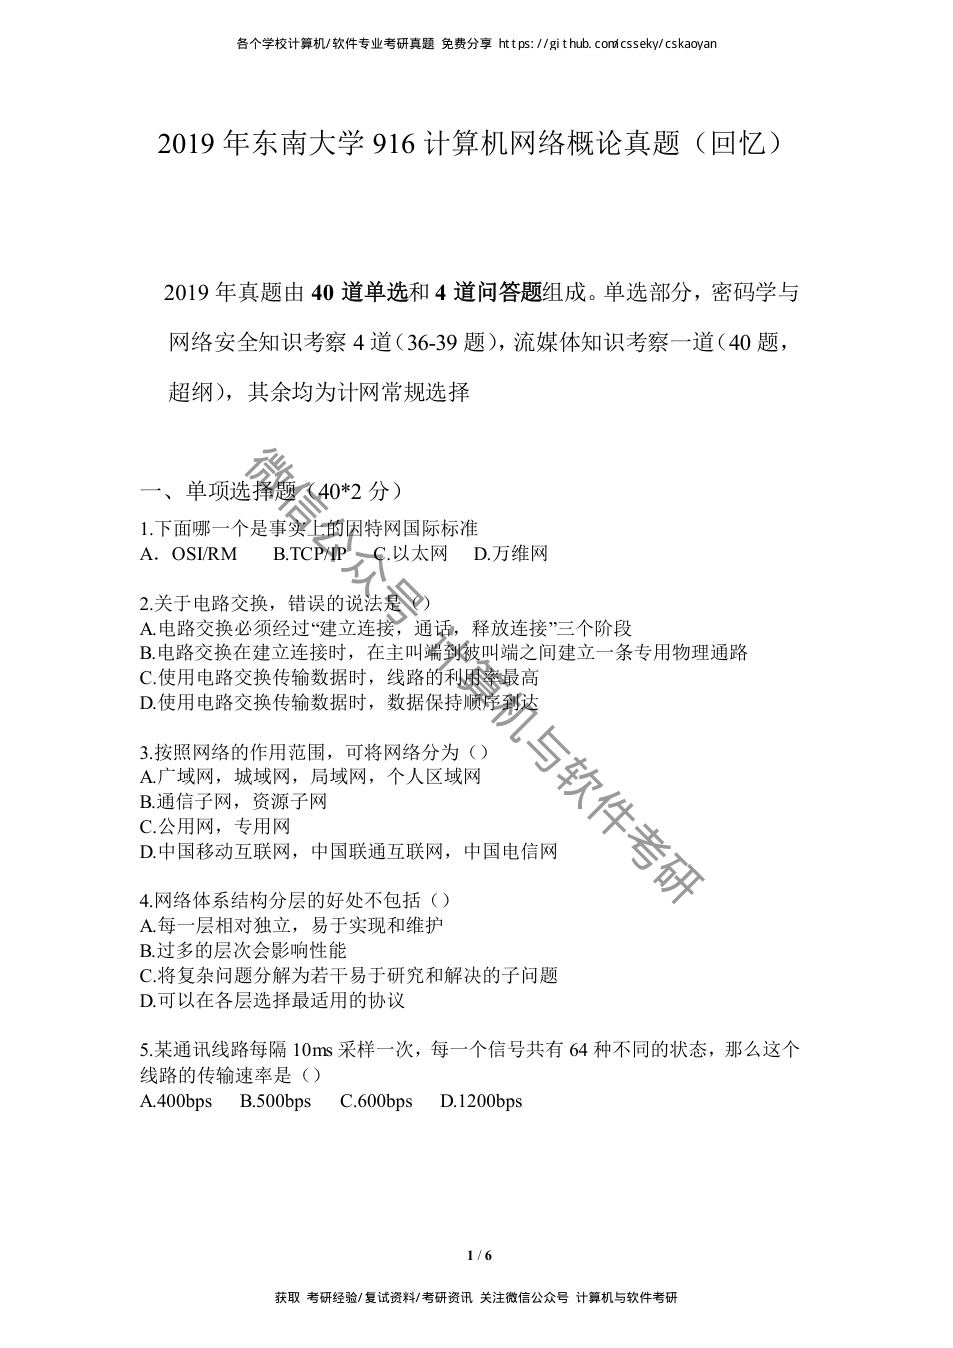 各个学校计算机/软件专业考研真题 免费分享 https://github.com/csseky/cskaoyan
2019 年东南大学 916 计算机网络概论真题（回忆）
2019 年真题由 40 道单选和 4 道问答题组成。单选部分，密码学与
网络安全知识考察 4 道（36-39 题），流媒体知识考察一道（40 题，
超纲），其余均为计网常规选择
一、单项选择题（40*2 分）
1.下面哪一个是事实上的因特网国际标准
A．OSI/RM B.TCP/IP C.以太网 D.万维网
2.关于电路交换，错误的说法是（）
A.电路交换必须经过“建立连接，通话，释放连接”三个阶段
B.电路交换在建立连接时，在主叫端到被叫端之间建立一条专用物理通路
C.使用电路交换传输数据时，线路的利用率最高
D.使用电路交换传输数据时，数据保持顺序到达
3.按照网络的作用范围，可将网络分为（）
A.广域网，城域网，局域网，个人区域网
B.通信子网，资源子网
C.公用网，专用网
D.中国移动互联网，中国联通互联网，中国电信网
4.网络体系结构分层的好处不包括（）
A.每一层相对独立，易于实现和维护
B.过多的层次会影响性能
C.将复杂问题分解为若干易于研究和解决的子问题
D.可以在各层选择最适用的协议
5.某通讯线路每隔 10ms 采样一次，每一个信号共有 64 种不同的状态，那么这个
线路的传输速率是（）
A.400bps B.500bps C.600bps D.1200bps
微信公众号 计算机与软件考研
1 / 6
获取 考研经验/复试资料/考研资讯 关注微信公众号 计算机与软件考研